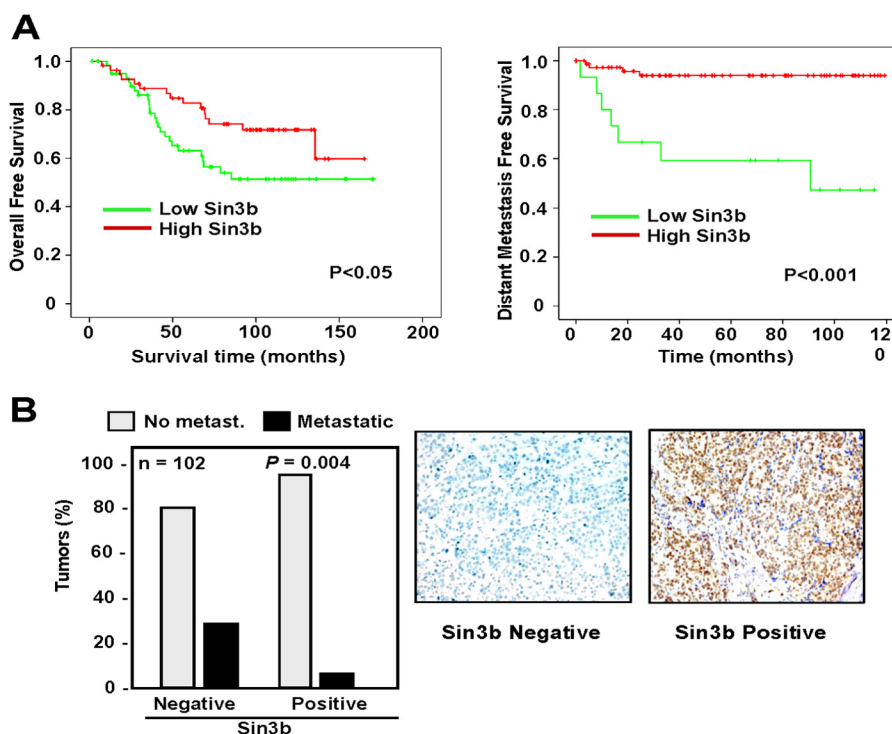 A
Overall Free Survival
1.0
0.8
0.6
0.4
0.2
0
Low Sin3b
High Sin3b
P<0.05
0 50 100 150 200
Survival time (months)
Distant Metastasis Free Survival
1.0
0.8
0.6
0.4
0.2
0
Low Sin3b
High Sin3b
P<0.001
0 20 40 60 80 100 12
0
Time (months)
B
No metast. Metastatic
Tumors (%)
100
80
60
40
20
0
n = 102 P = 0.004
Negative Positive
Sin3b
Sin3b Negative
Sin3b Positive